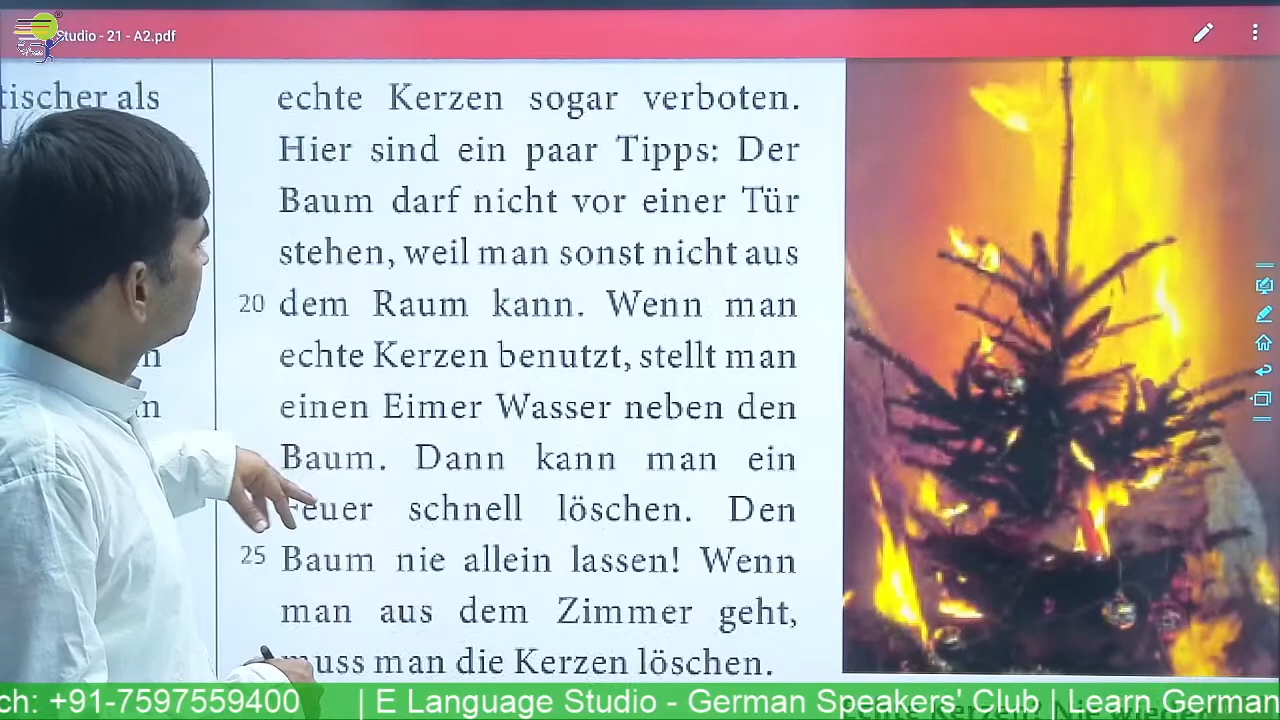 Studio - 21 - A2.pdf
tischer als
echte Kerzen sogar verboten.
Hier sind ein paar Tipps: Der
Baum darf nicht vor einer Tür
stehen, weil man sonst nicht aus
20 dem Raum kann. Wenn man
echte Kerzen benutzt, stellt man
einen Eimer Wasser neben den
Baum. Dann kann man ein
Feuer schnell löschen. Den
25 Baum nie allein lassen! Wenn
man aus dem Zimmer geht,
muss man die Kerzen löschen.
ch: +91-7597559400 | E Language Studio - German Speakers' Club | Learn German